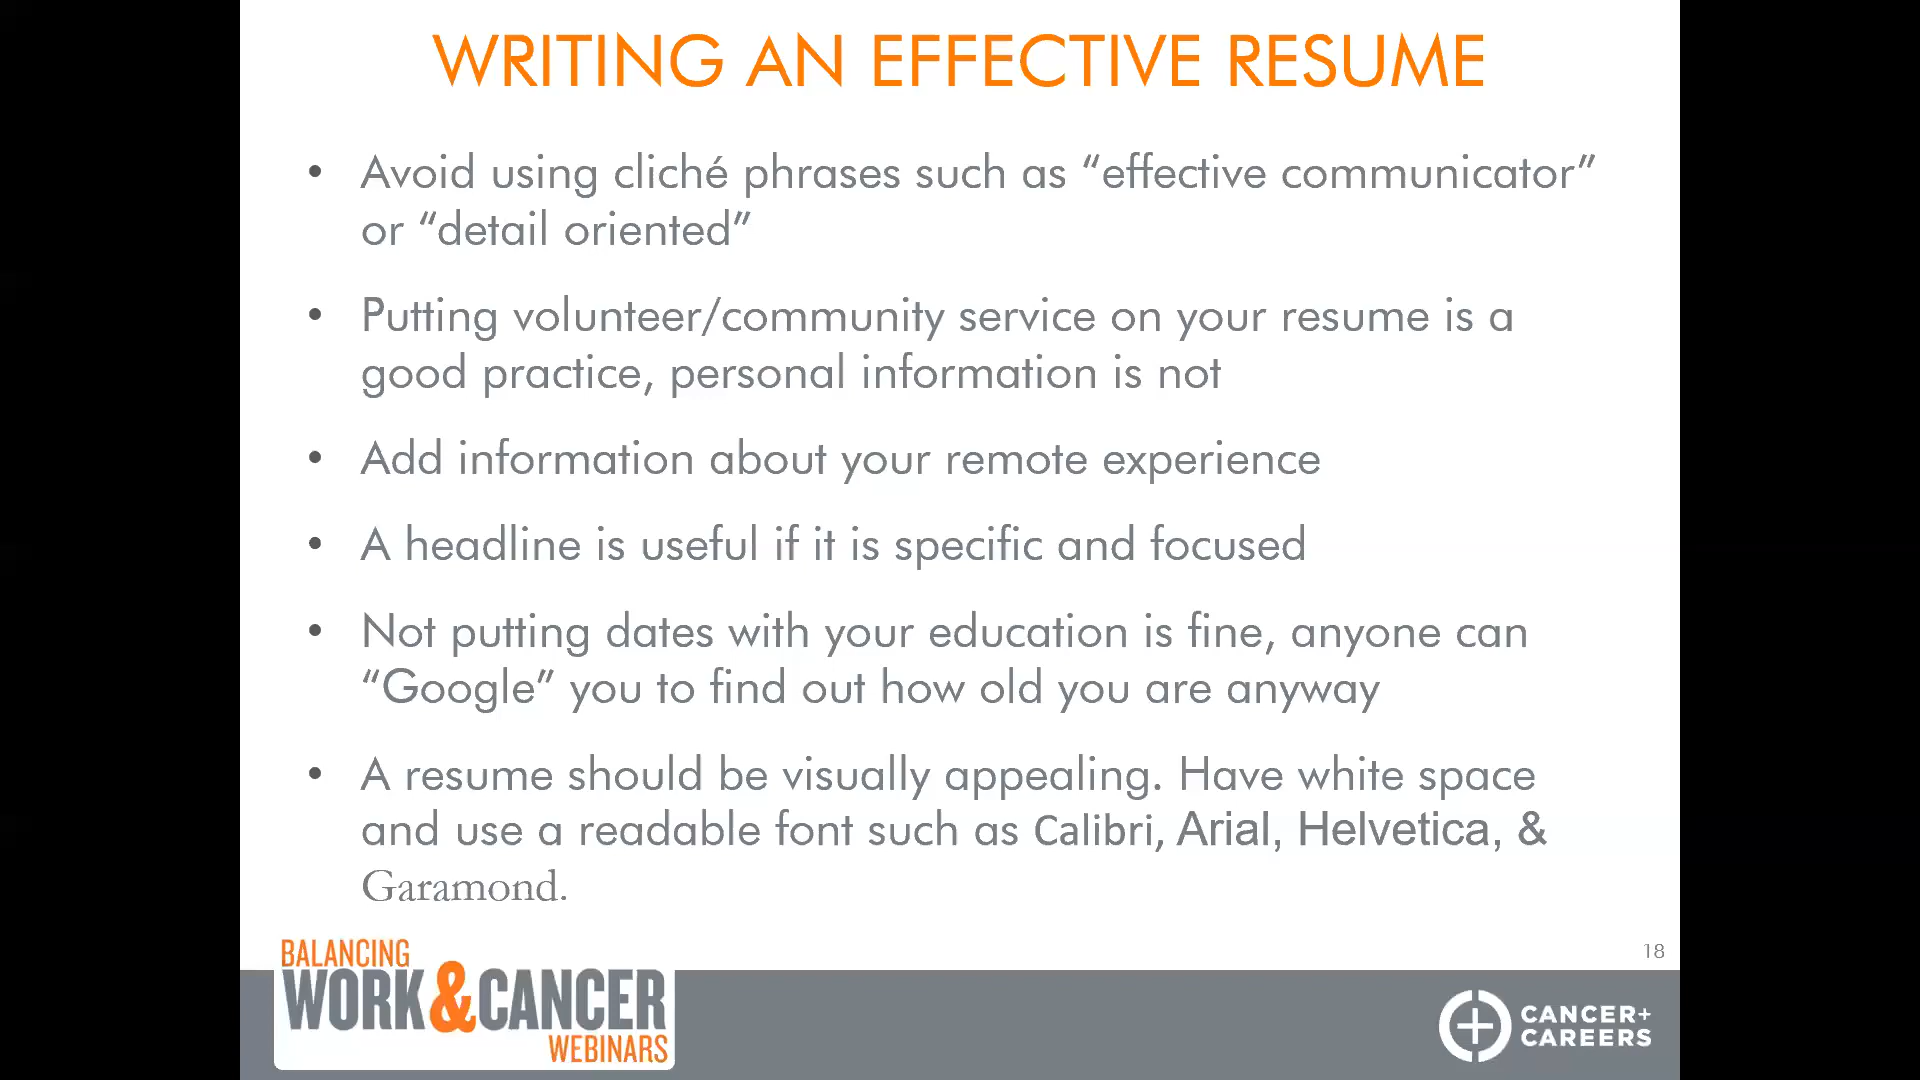 WRITING AN EFFECTIVE RESUME
• Avoid using cliché phrases such as “effective communicator”
or “detail oriented”
• Putting volunteer/community service on your resume is a
good practice, personal information is not
• Add information about your remote experience
• A headline is useful if it is specific and focused
• Not putting dates with your education is fine, anyone can
“Google” you to find out how old you are anyway
• A resume should be visually appealing. Have white space
and use a readable font such as Calibri, Arial, Helvetica, &
Garamond.
18
BALANCING
WORK&CANCER
WEBINARS
CANCER+
CAREERS